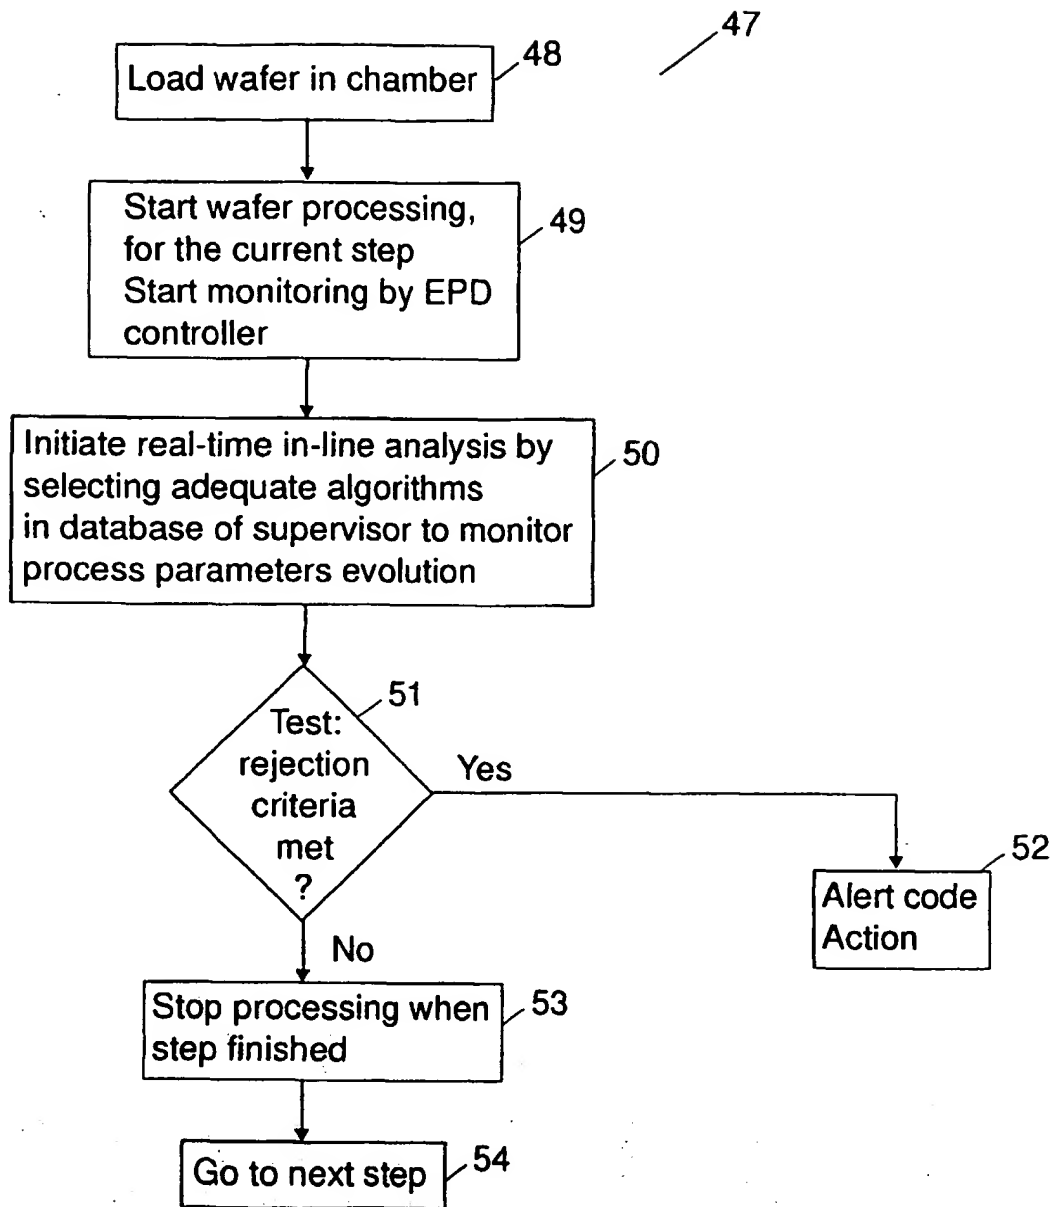 47
48
Load wafer in chamber
49
Start wafer processing,
for the current step
Start monitoring by EPD
controller
50
Initiate real-time in-line analysis by
selecting adequate algorithms
in database of supervisor to monitor
process parameters evolution
51
Test:
rejection
criteria
met
?
Yes
52
Alert code
Action
No
53
Stop processing when
step finished
54
Go to next step